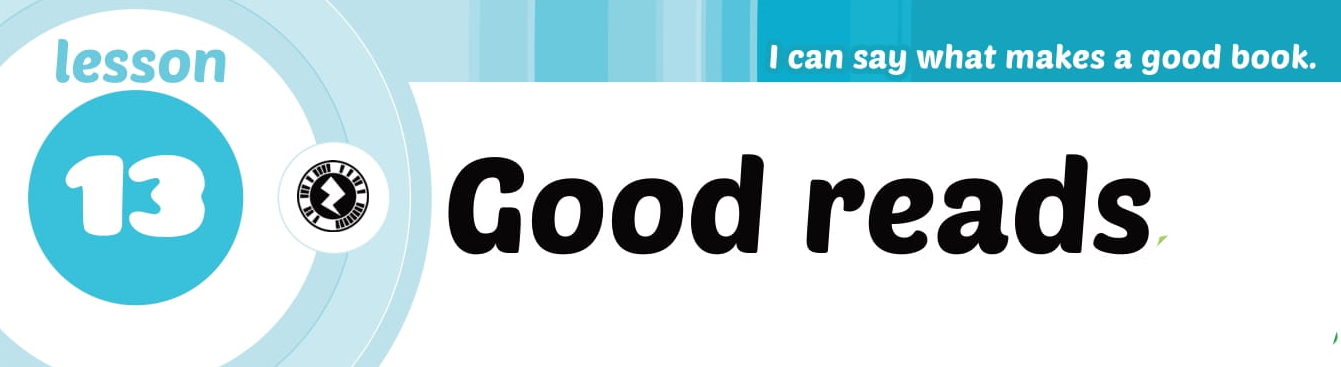 lesson
13
I can say what makes a good book.
Good reads